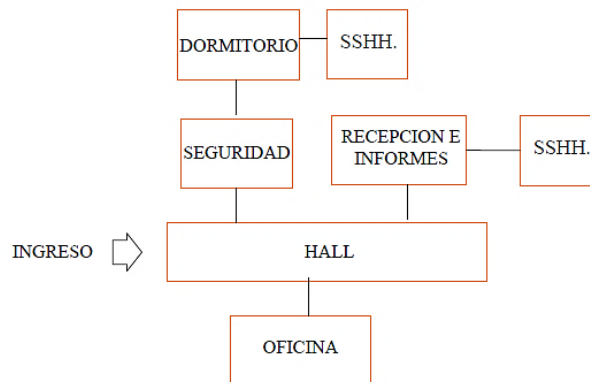 DORMITORIO
SSHH.
SEGURIDAD
RECEPCION E
INFORMES
SSHH.
INGRESO
HALL
OFICINA